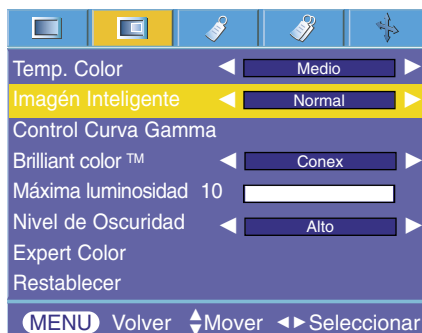 Temp. Color Medio
Imagén Inteligente Normal
Control Curva Gamma
Brilliant color ™ Conex
Máxima luminosidad 10
Nivel de Oscuridad Alto
Expert Color
Restablecer
MENU Volver Mover Seleccionar